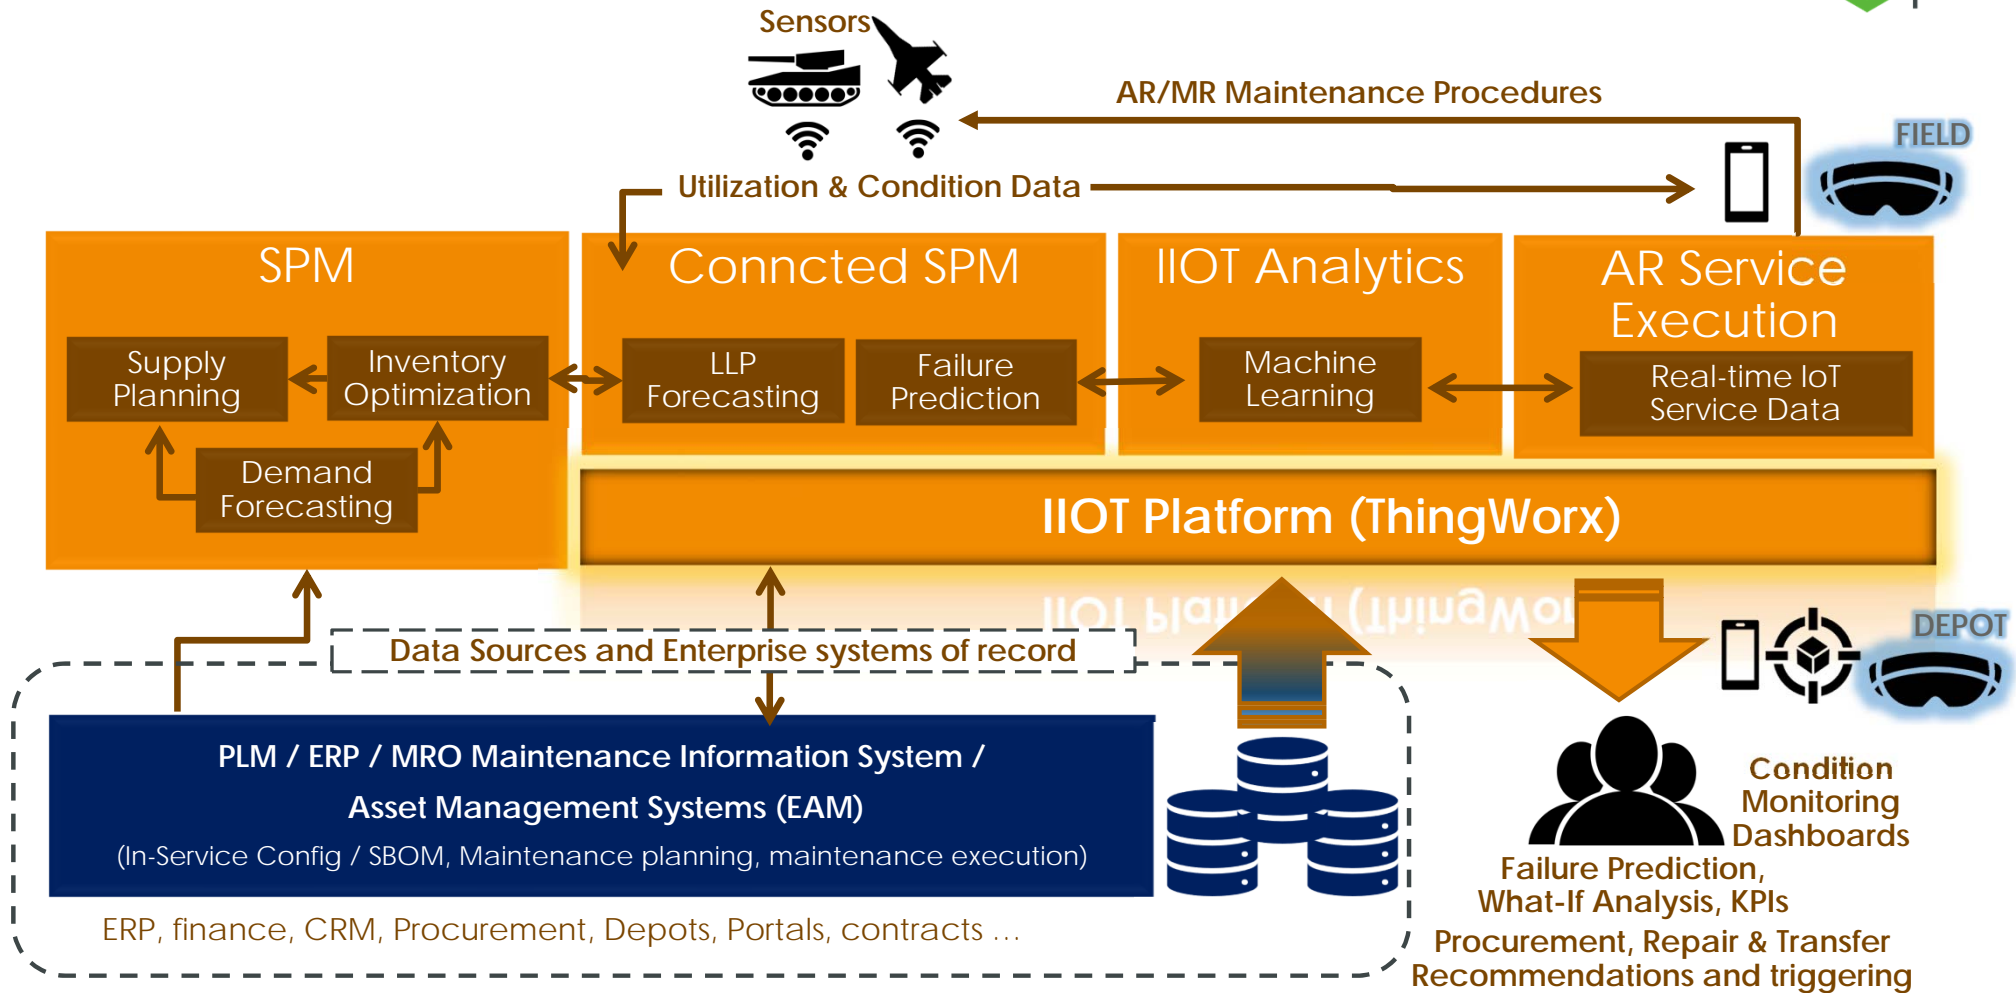 Sensors
AR/MR Maintenance Procedures
FIELD
Utilization & Condition Data
SPM
Supply
Planning
Inventory
Optimization
Demand
Forecasting
Conncted SPM
LLP
Forecasting
Failure
Prediction
IIOT Analytics
Machine
Learning
AR Service
Execution
Real-time IoT
Service Data
IIOT Platform (ThingWorx)
Data Sources and Enterprise systems of record
PLM / ERP / MRO Maintenance Information System /
Asset Management Systems (EAM)
(In-Service Config / SBOM, Maintenance planning, maintenance execution)
ERP, finance, CRM, Procurement, Depots, Portals, contracts ...
DEPOT
Condition
Monitoring
Dashboards
Failure Prediction,
What-If Analysis, KPIs
Procurement, Repair & Transfer
Recommendations and triggering